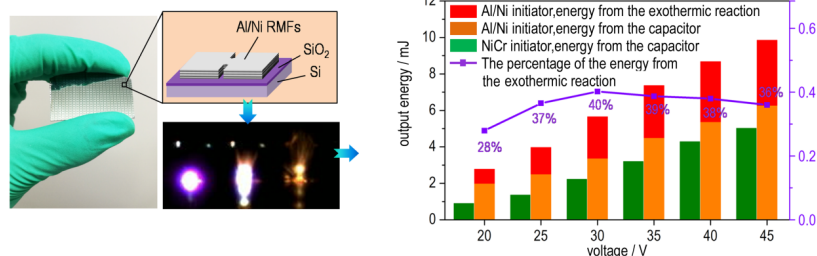 Al/Ni RMFs
SiO2
Si
Al/Ni initiator,energy from the exothermic reaction
Al/Ni initiator,energy from the capacitor
NiCr initiator,energy from the capacitor
The percentage of the energy from
the exothermic reaction
output energy / mJ
12
10
8
6
4
2
0
28%
37%
40%
39%
38%
36%
0.6
0.4
0.2
0.0
20 25 30 35 40 45
voltage / V